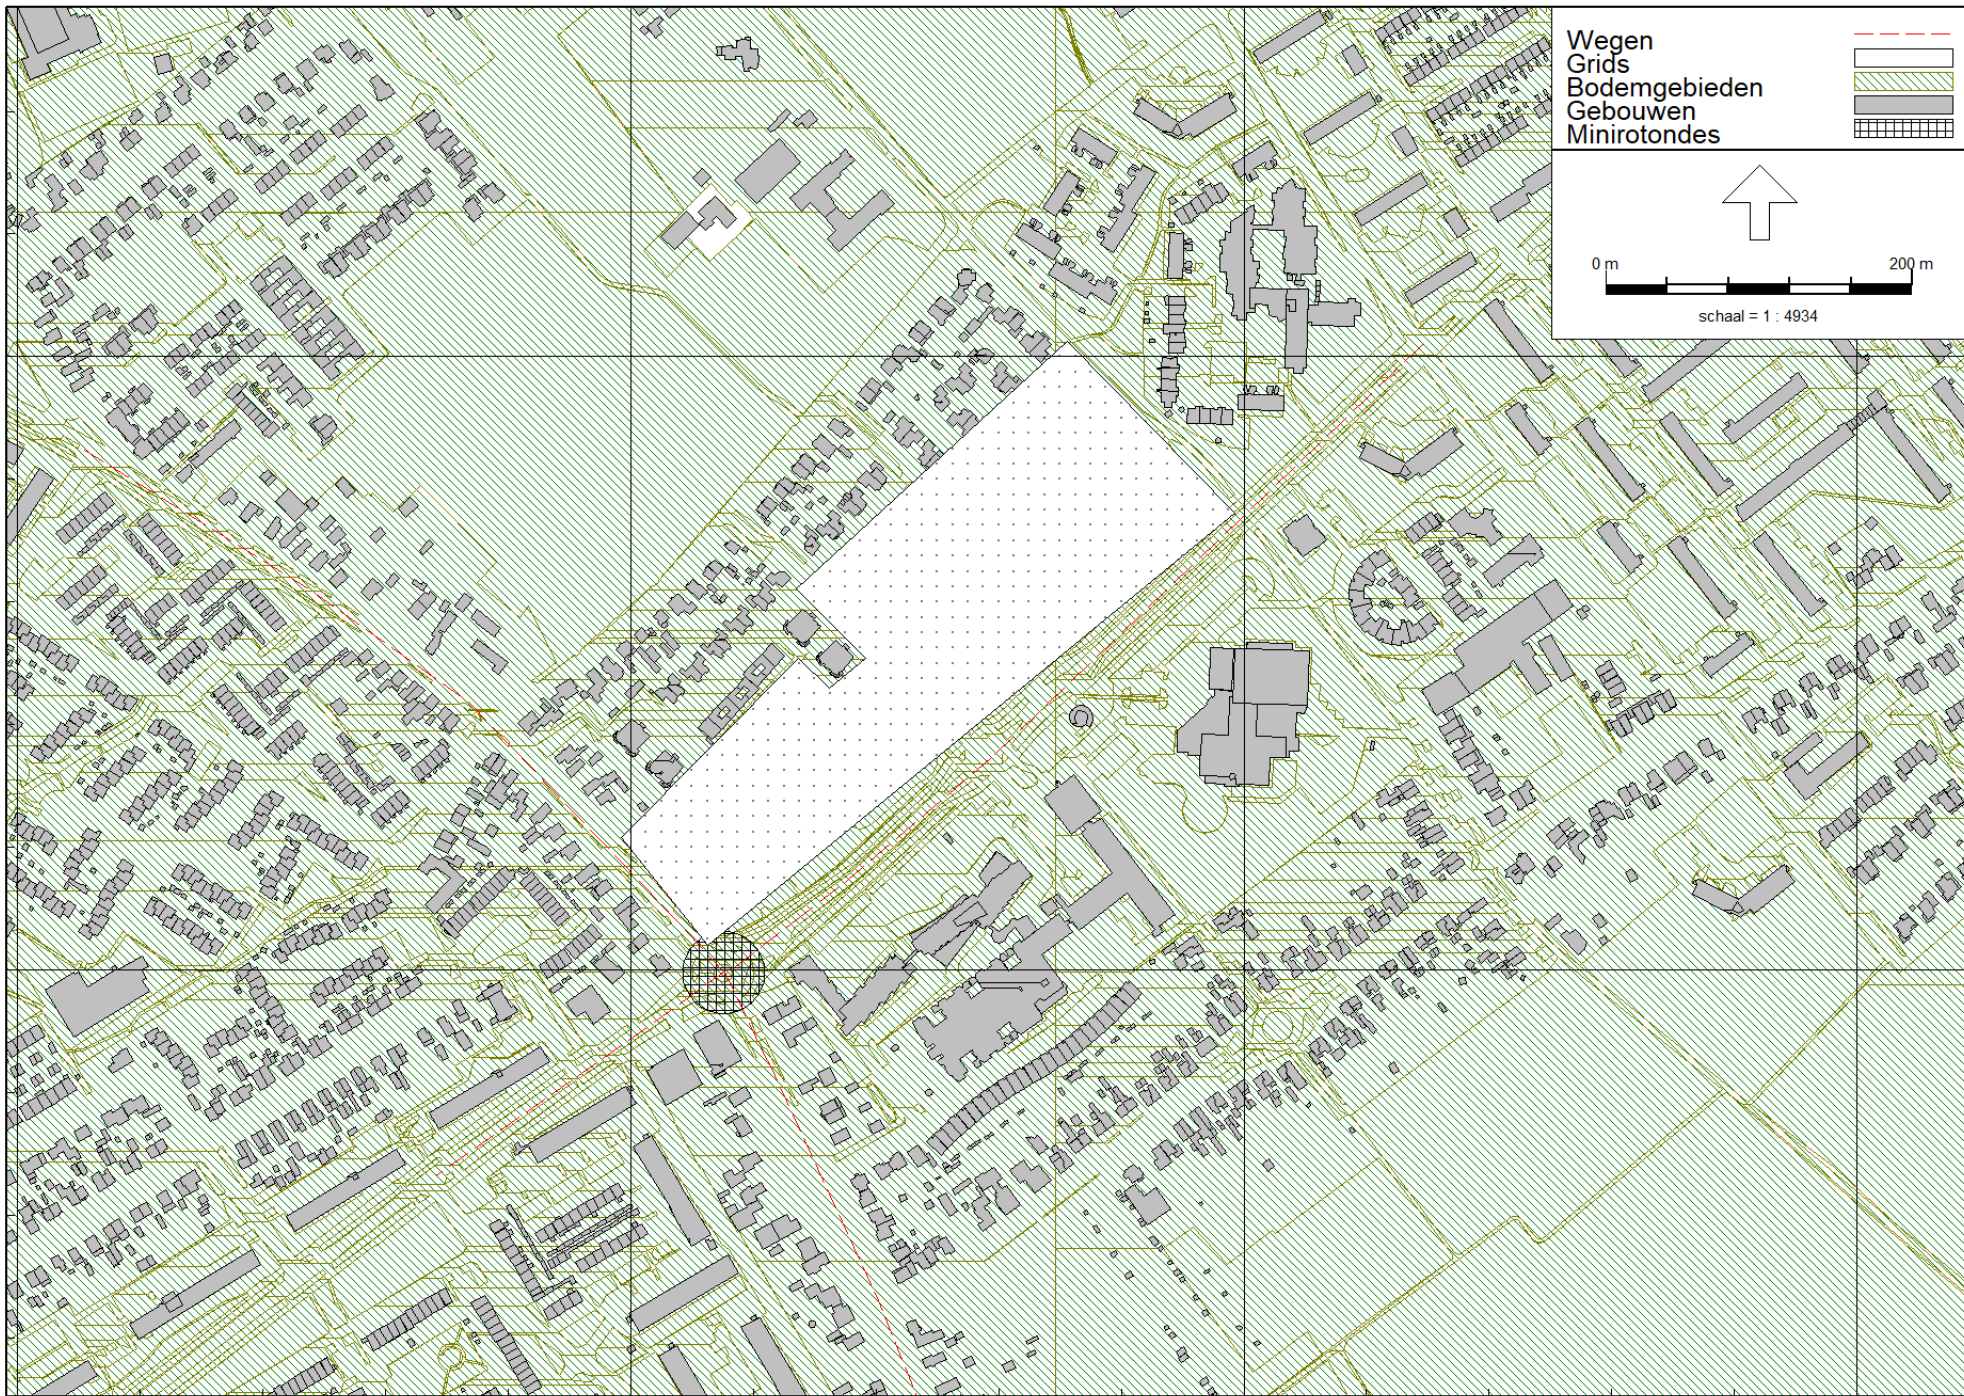 Wegen
Grids
Bodemgebieden
Gebouwen
Minirotondes
0 m 200 m
schaal = 1 : 4934